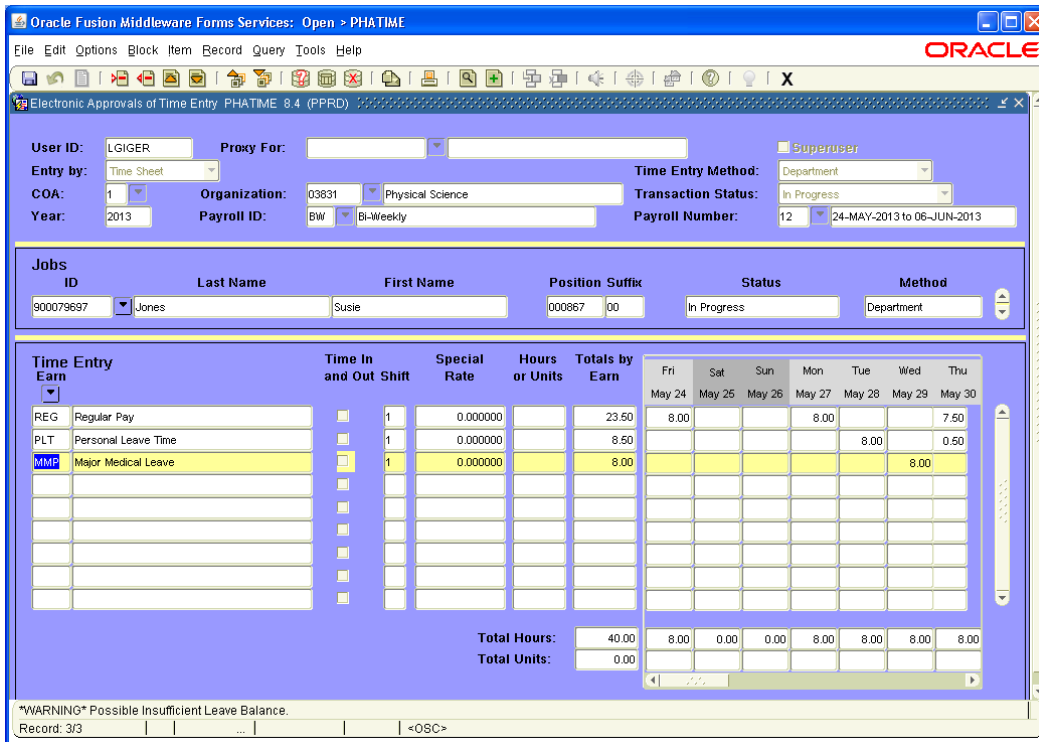 Oracle Fusion Middleware Forms Services: Open > PHATIME
File Edit Options Block Item Record Query Tools Help
ORACLE
X
Electronic Approvals of Time Entry PHATIME 8.4 (PPRD)
User ID: LGIGER Proxy For: Superuser
Entry by: Time Sheet Time Entry Method: Department
COA: 1 Organization: 03831 Physical Science Transaction Status: In Progress
Year: 2013 Payroll ID: BW Bi-Weekly Payroll Number: 12 24-MAY-2013 to 06-JUN-2013
Jobs
ID Last Name First Name Position Suffix Status Method
900079697 Jones Susie 000867 00 In Progress Department
Time Entry Time In Special Hours Totals by Fri Sat Sun Mon Tue Wed Thu
Earn and Out Shift Rate or Units Earn May 24 May 25 May 26 May 27 May 28 May 29 May 30
REG Regular Pay 1 0.000000 23.50 8.00 8.00 7.50
PLT Personal Leave Time 1 0.000000 8.50 8.00 0.50
MMP Major Medical Leave 1 0.000000 8.00 8.00
Total Hours: 40.00 8.00 0.00 0.00 8.00 8.00 8.00 8.00
Total Units: 0.00
*WARNING* Possible Insufficient Leave Balance.
Record: 3/3 ... <OSC>